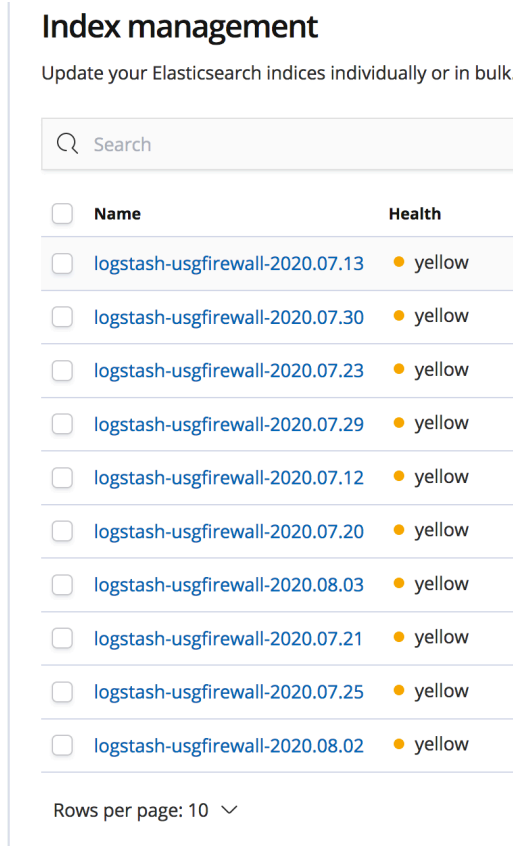 Index management
Update your Elasticsearch indices individually or in bulk.
Search
Name Health
logstash-usgfirewall-2020.07.13 yellow
logstash-usgfirewall-2020.07.30 yellow
logstash-usgfirewall-2020.07.23 yellow
logstash-usgfirewall-2020.07.29 yellow
logstash-usgfirewall-2020.07.12 yellow
logstash-usgfirewall-2020.07.20 yellow
logstash-usgfirewall-2020.08.03 yellow
logstash-usgfirewall-2020.07.21 yellow
logstash-usgfirewall-2020.07.25 yellow
logstash-usgfirewall-2020.08.02 yellow
Rows per page: 10